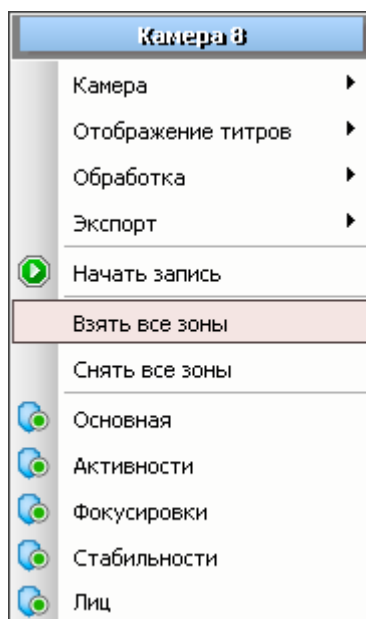 Камера 8
Камера
Отображение титров
Обработка
Экспорт
Начать запись
Взять все зоны
Снять все зоны
Основная
Активности
Фокусировки
Стабильности
Лиц